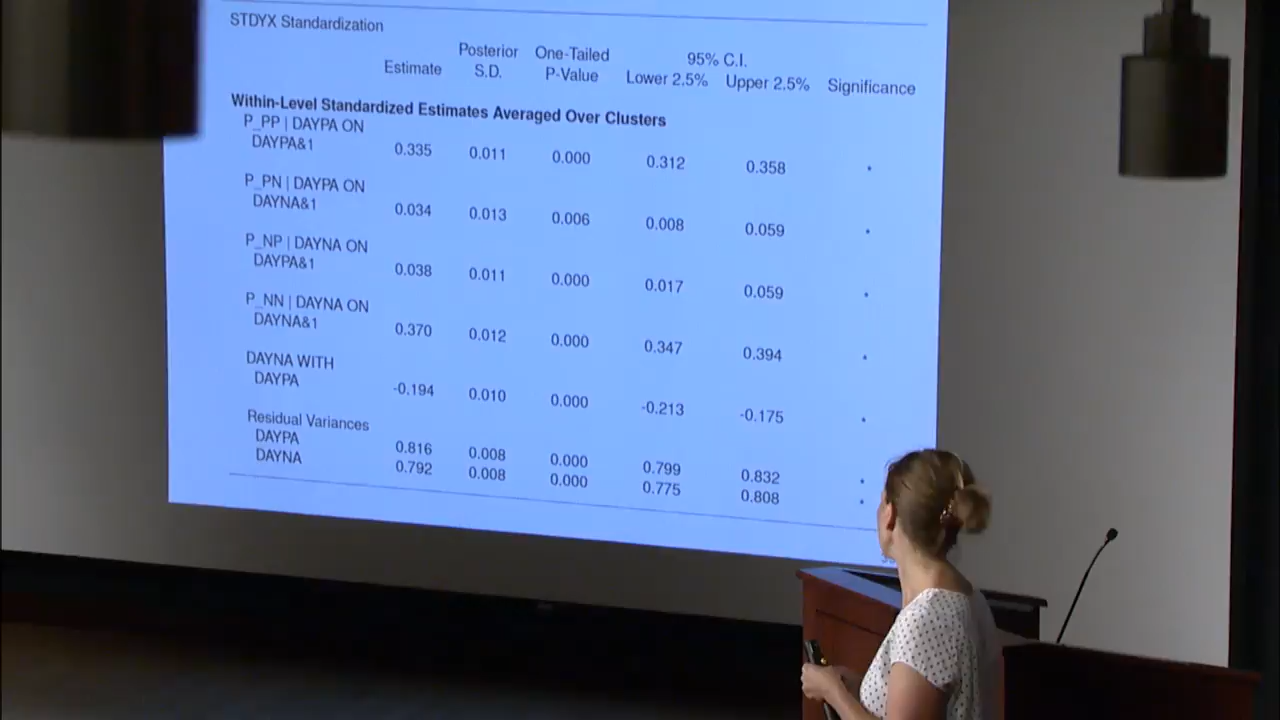 STDYX Standardization
Posterior One-Tailed 95% C.I.
Estimate S.D. P-Value Lower 2.5% Upper 2.5% Significance
Within-Level Standardized Estimates Averaged Over Clusters
P_PP | DAYPA ON
DAYPA&1 0.335 0.011 0.000 0.312 0.358 *
P_PN | DAYPA ON
DAYNA&1 0.034 0.013 0.006 0.008 0.059 *
P_NP | DAYNA ON
DAYPA&1 0.038 0.011 0.000 0.017 0.059 *
P_NN | DAYNA ON
DAYNA&1 0.370 0.012 0.000 0.347 0.394 *
DAYNA WITH
DAYPA -0.194 0.010 0.000 -0.213 -0.175 *
Residual Variances
DAYPA 0.816 0.008 0.000 0.799 0.832 *
DAYNA 0.792 0.008 0.000 0.775 0.808 *